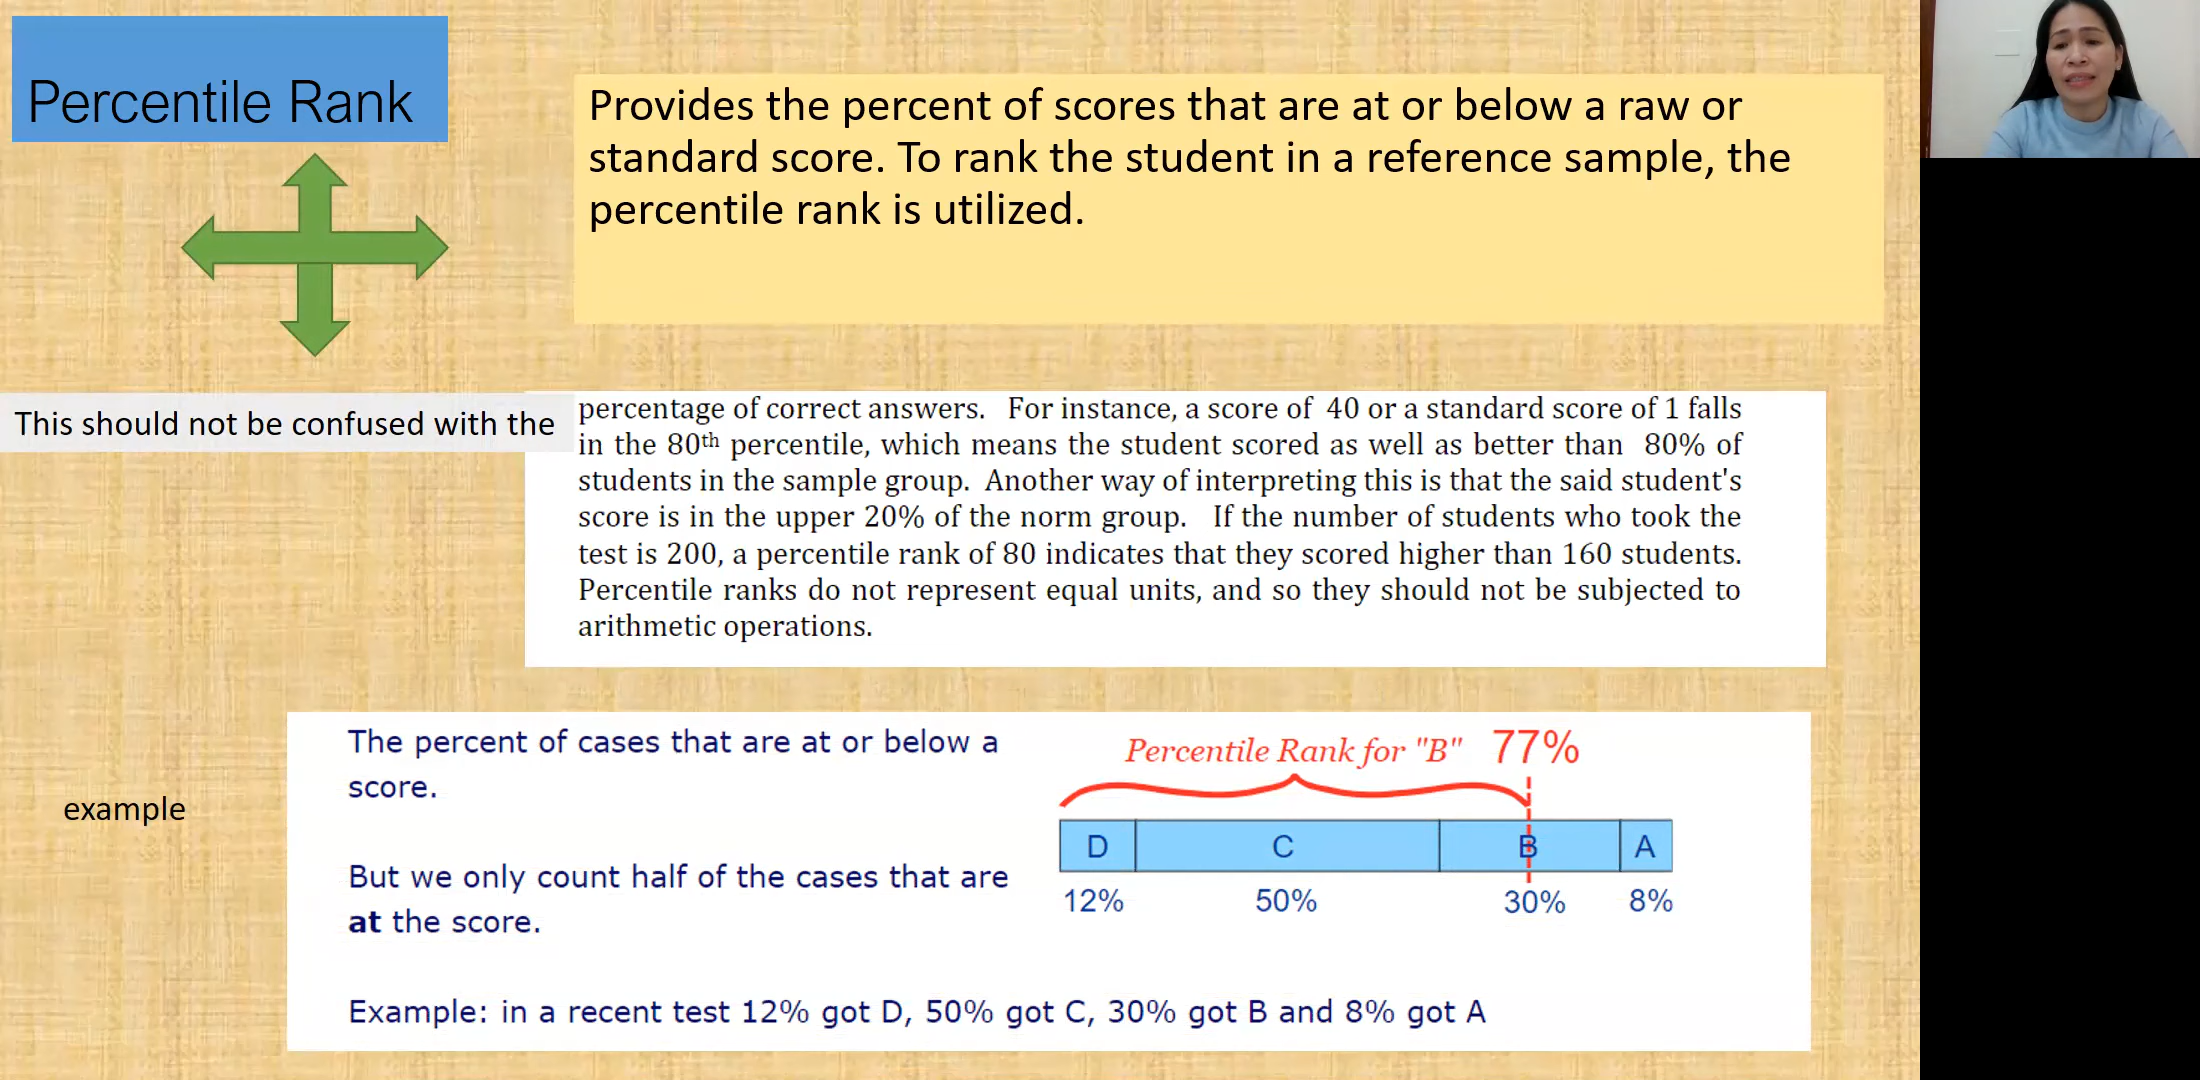 Percentile Rank
Provides the percent of scores that are at or below a raw or
standard score. To rank the student in a reference sample, the
percentile rank is utilized.
This should not be confused with the
percentage of correct answers. For instance, a score of 40 or a standard score of 1 falls
in the 80th percentile, which means the student scored as well as better than 80% of
students in the sample group. Another way of interpreting this is that the said student's
score is in the upper 20% of the norm group. If the number of students who took the
test is 200, a percentile rank of 80 indicates that they scored higher than 160 students.
Percentile ranks do not represent equal units, and so they should not be subjected to
arithmetic operations.
example
The percent of cases that are at or below a
score.
But we only count half of the cases that are
at the score.
Percentile Rank for "B" 77%
D C B A
12% 50% 30% 8%
Example: in a recent test 12% got D, 50% got C, 30% got B and 8% got A